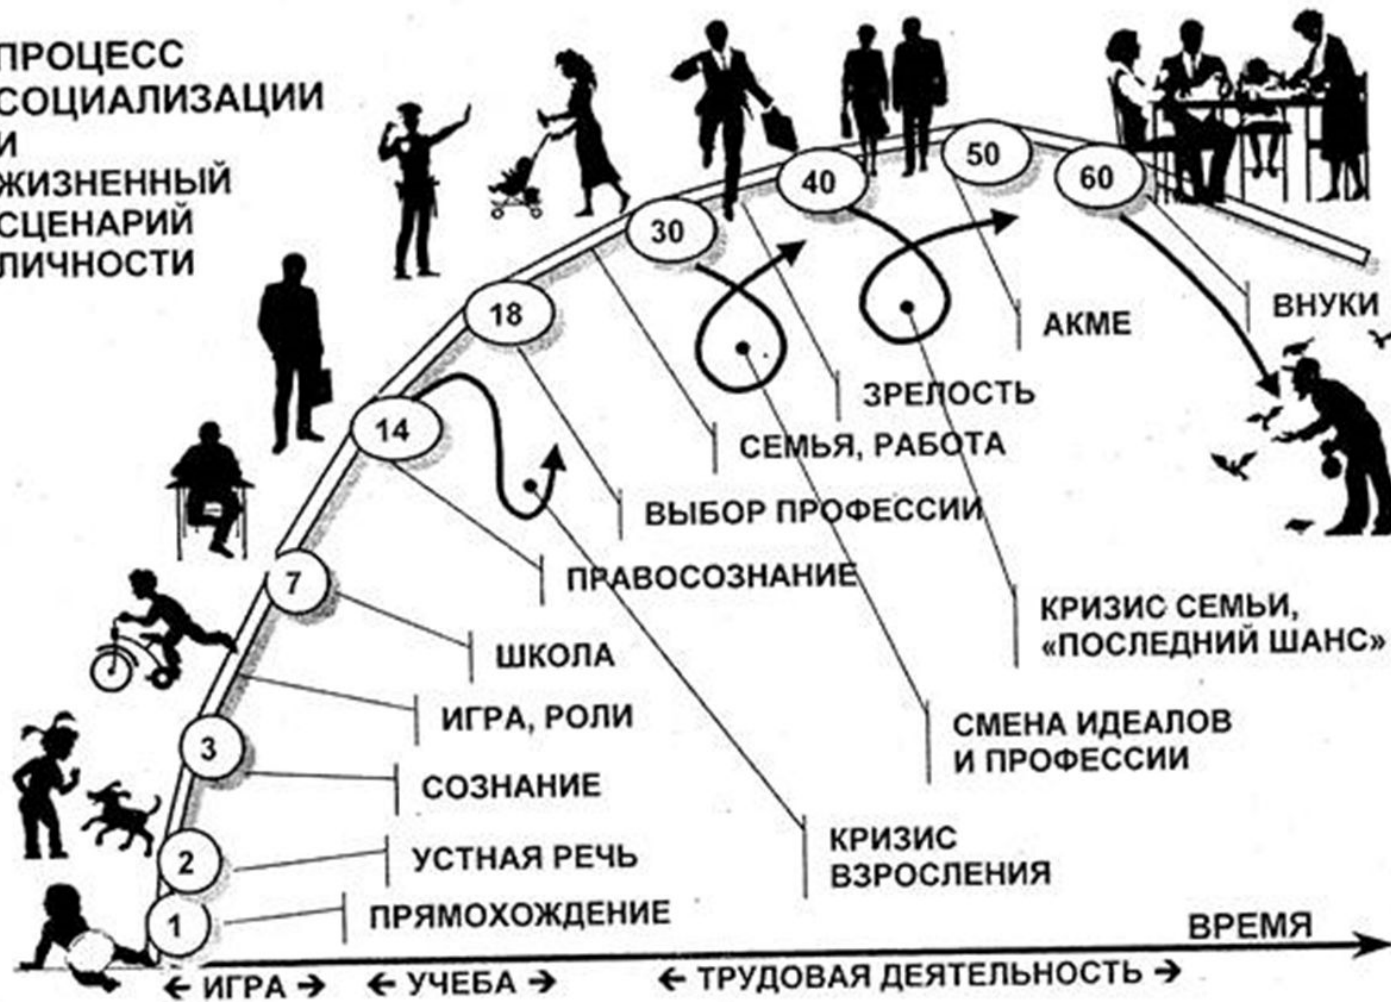 ПРОЦЕСС
СОЦИАЛИЗАЦИИ
И
ЖИЗНЕННЫЙ
СЦЕНАРИЙ
ЛИЧНОСТИ
50
60
40
30
18
14
7
3
2
1
ВНУКИ
АКМЕ
ЗРЕЛОСТЬ
СЕМЬЯ, РАБОТА
ВЫБОР ПРОФЕССИИ
ПРАВОСОЗНАНИЕ
ШКОЛА
ИГРА, РОЛИ
СОЗНАНИЕ
УСТНАЯ РЕЧЬ
ПРЯМОХОЖДЕНИЕ
КРИЗИС СЕМЬИ,
«ПОСЛЕДНИЙ ШАНС»
СМЕНА ИДЕАЛОВ
И ПРОФЕССИИ
КРИЗИС
ВЗРОСЛЕНИЯ
ВРЕМЯ
← ИГРА → ← УЧЕБА → ← ТРУДОВАЯ ДЕЯТЕЛЬНОСТЬ →